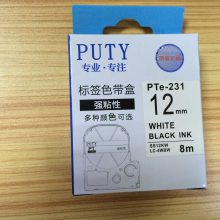 PUTY
专业·专注
标签色带盒
强粘性
多种颜色可选
PTe-231
12mm
WHITE
BLACK INK
SS12KW
LC-4WBW
8m